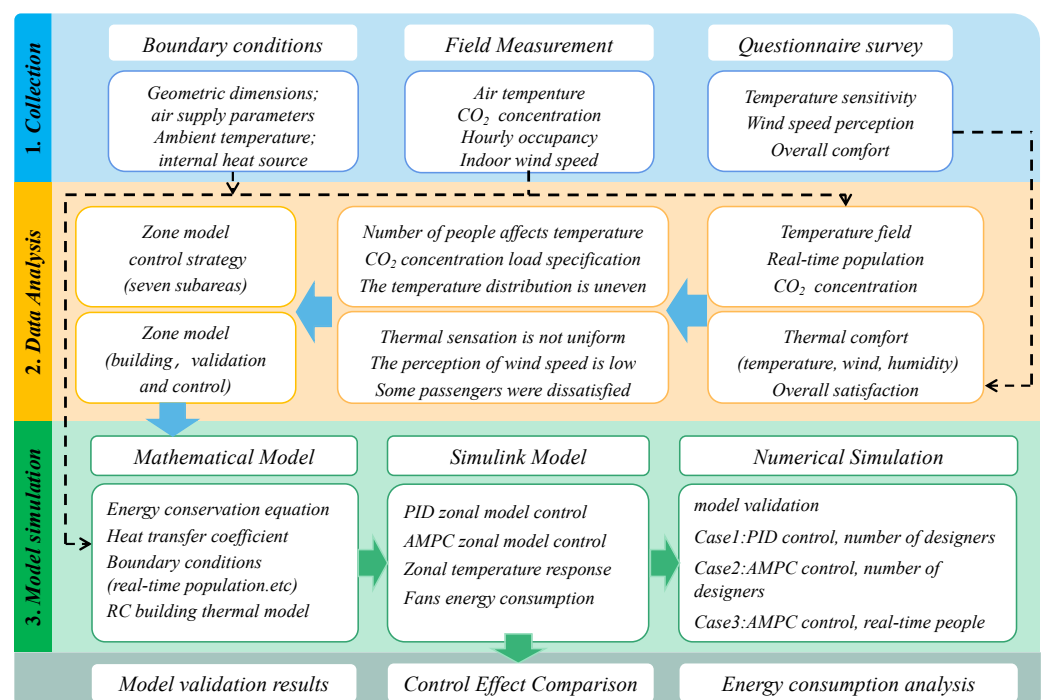 1. Collection
Boundary conditions
Geometric dimensions;
air supply parameters
Ambient temperature;
internal heat source
Field Measurement
Air tempenture
CO₂ concentration
Hourly occupancy
Indoor wind speed
Questionnaire survey
Temperature sensitivity
Wind speed perception
Overall comfort
2. Data Analysis
Zone model
control strategy
(seven subareas)
Number of people affects temperature
CO₂ concentration load specification
The temperature distribution is uneven
Temperature field
Real-time population
CO₂ concentration
Zone model
(building, validation
and control)
Thermal sensation is not uniform
The perception of wind speed is low
Some passengers were dissatisfied
Thermal comfort
(temperature, wind, humidity)
Overall satisfaction
3. Model simulation
Mathematical Model
Energy conservation equation
Heat transfer coefficient
Boundary conditions
(real-time population.etc)
RC building thermal model
Simulink Model
PID zonal model control
AMPC zonal model control
Zonal temperature response
Fans energy consumption
Numerical Simulation
model validation
Case1:PID control, number of designers
Case2:AMPC control, number of
designers
Case3:AMPC control, real-time people
Model validation results
Control Effect Comparison
Energy consumption analysis